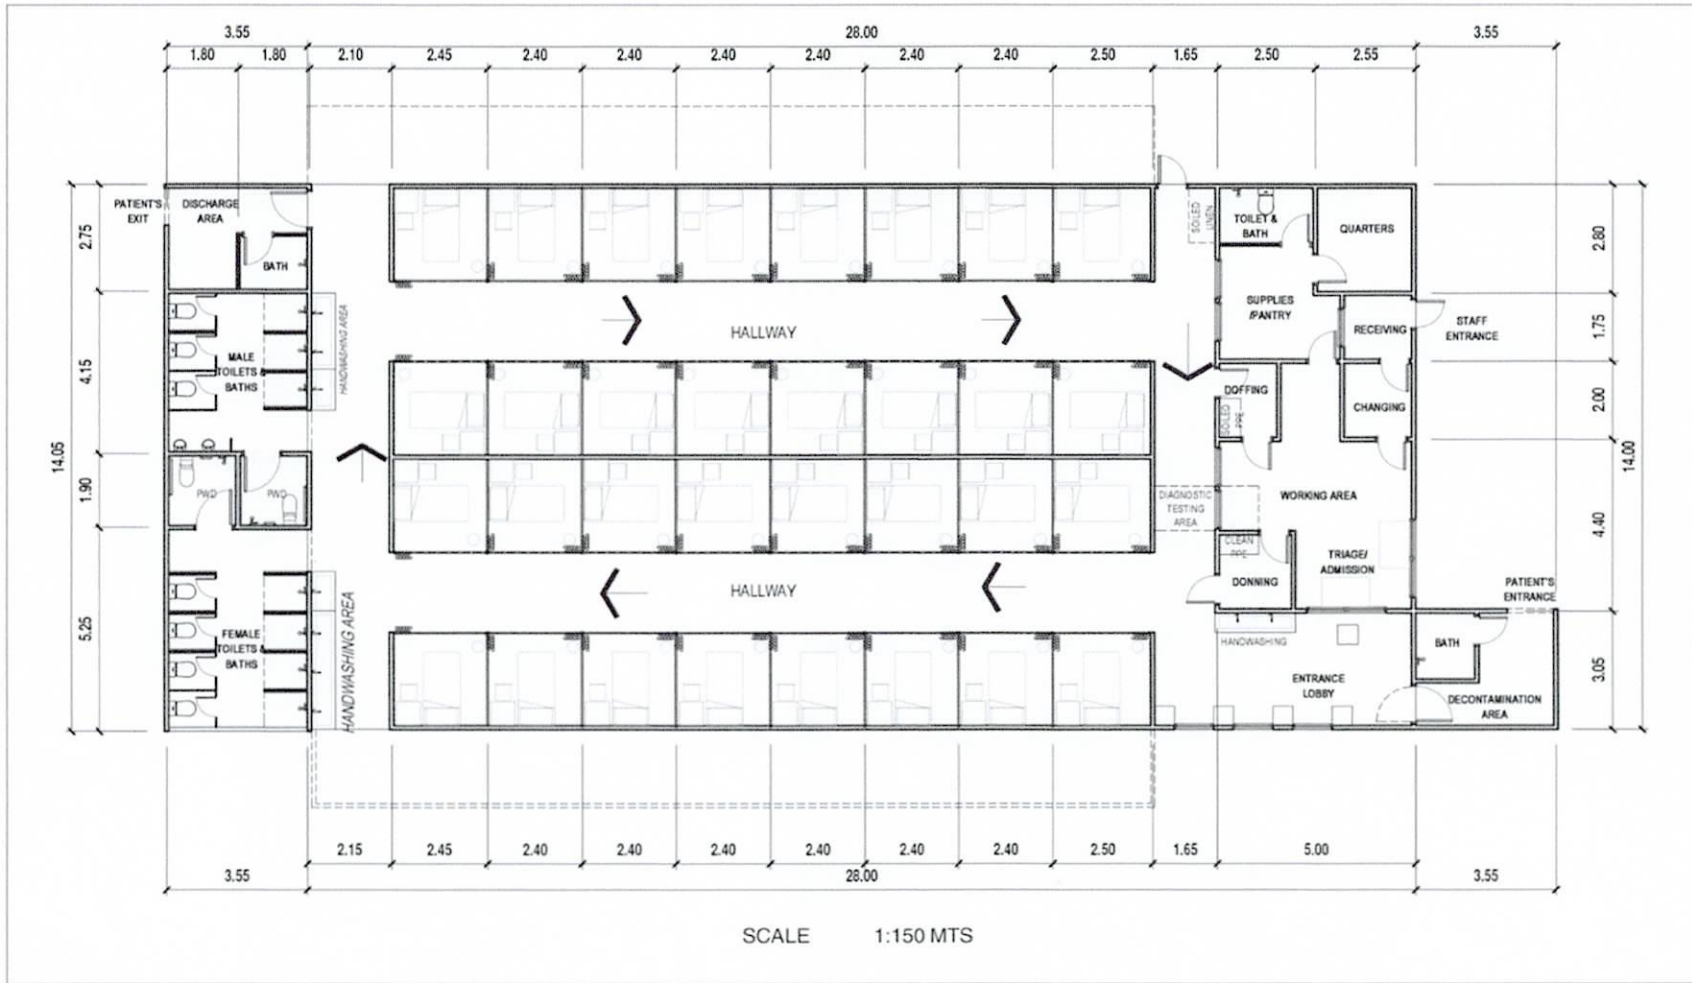 3.55
28.00
3.55
1.80
1.80
2.10
2.45
2.40
2.40
2.40
2.40
2.40
2.40
2.50
1.65
2.50
2.55
PATIENT'S
EXIT
DISCHARGE
AREA
BATH
2.75
4.15
14.05
1.90
5.25
MALE
TOILETS &
BATHS
HANDWASHING AREA
PWD
PWD
FEMALE
TOILETS &
BATHS
HANDWASHING AREA
HALLWAY
HALLWAY
SOILED
LINEN
TOILET &
BATH
QUARTERS
SUPPLIES
/PANTRY
RECEIVING
STAFF
ENTRANCE
DOFFING
SOILED
PPE
CHANGING
DIAGNOSTIC
TESTING
AREA
WORKING AREA
CLEAN
PPE
DONNING
TRIAGE/
ADMISSION
PATIENT'S
ENTRANCE
HANDWASHING
BATH
ENTRANCE
LOBBY
DECONTAMINATION
AREA
2.80
1.75
2.00
14.00
4.40
3.05
2.15
2.45
2.40
2.40
2.40
2.40
2.40
2.40
2.50
1.65
5.00
3.55
28.00
3.55
SCALE 1:150 MTS